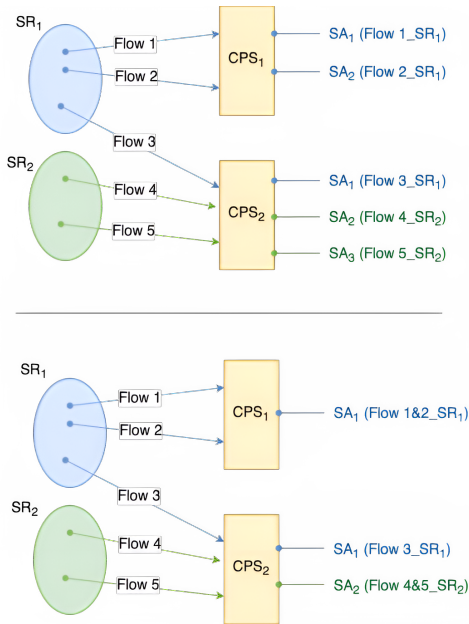 SR₁
Flow 1
CPS₁
SA₁ (Flow 1_SR₁)
Flow 2
SA₂ (Flow 2_SR₁)
Flow 3
SR₂
SA₁ (Flow 3_SR₁)
Flow 4
CPS₂
SA₂ (Flow 4_SR₂)
Flow 5
SA₃ (Flow 5_SR₂)
SR₁
Flow 1
CPS₁
SA₁ (Flow 1&2_SR₁)
Flow 2
Flow 3
SR₂
Flow 4
SA₁ (Flow 3_SR₁)
CPS₂
Flow 5
SA₂ (Flow 4&5_SR₂)